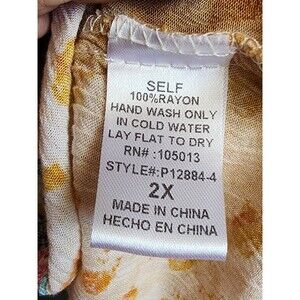 SELF
100%RAYON
HAND WASH ONLY
IN COLD WATER
LAY FLAT TO DRY
RN# :105013
STYLE#:P12884-4
2X
MADE IN CHINA
HECHO EN CHINA